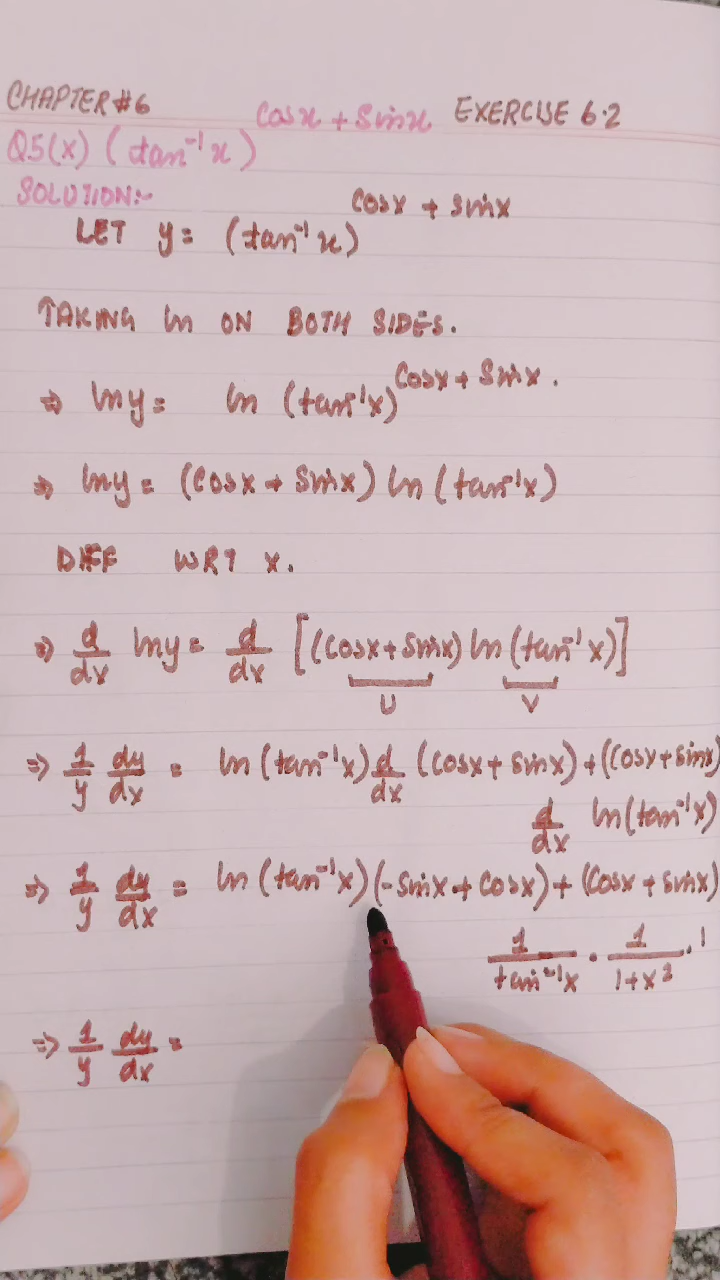 CHAPTER#6 EXERCISE 6.2
Q5(x) (tan⁻¹x)^(Cosx + Sinx)
SOLUTION:-
LET y = (tan⁻¹x)^(Cosx + Sinx)
TAKING ln ON BOTH SIDES.
⇒ lny = ln (tan⁻¹x)^(Cosx + Sinx).
⇒ lny = (Cosx + Sinx) ln (tan⁻¹x)
DIFF WRT x.
⇒ d/dx lny = d/dx [(Cosx + Sinx) ln (tan⁻¹x)]
U V
⇒ 1/y dy/dx = ln (tan⁻¹x) d/dx (Cosx + Sinx) + (Cosx + Sinx)
d/dx ln(tan⁻¹x)
⇒ 1/y dy/dx = ln (tan⁻¹x)(-Sinx + Cosx) + (Cosx + Sinx)
1/tan⁻¹x . 1/1+x² . 1
⇒ 1/y dy/dx =